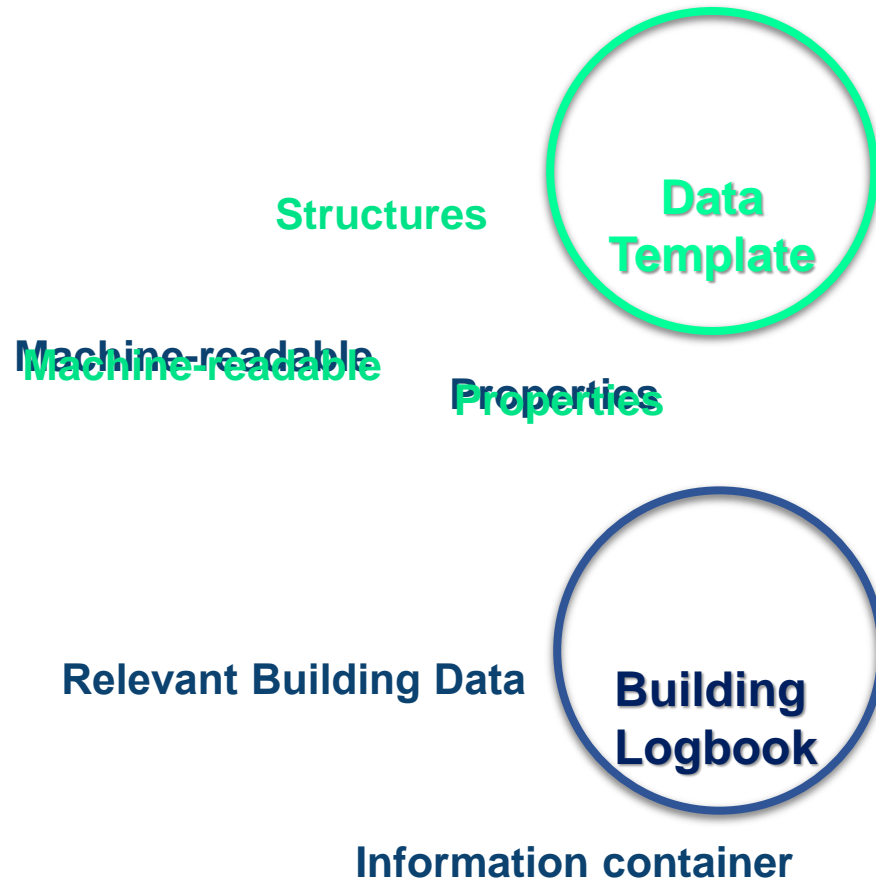 Data
Template
Structures
Machine-readable
Machine-readable
Properties
Properties
Relevant Building Data
Building
Logbook
Information container